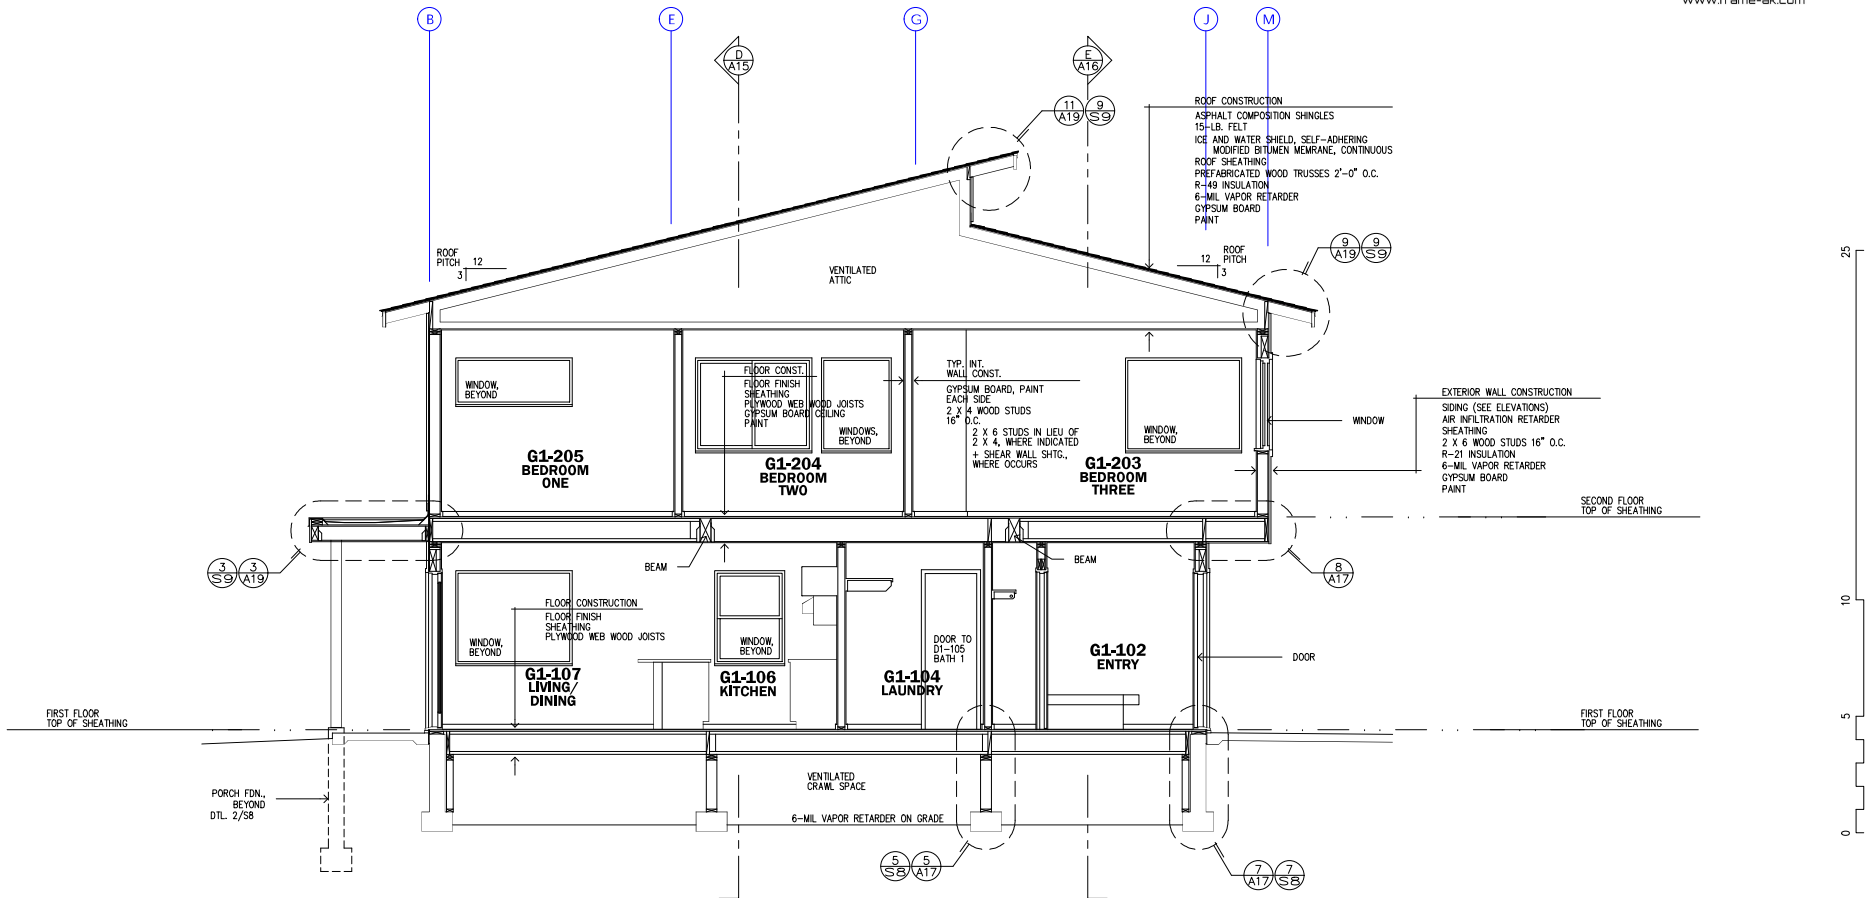 www.frame-ak.com
B
E
G
J
M
D
A15
E
A16
11
A19
9
S9
ROOF CONSTRUCTION
ASPHALT COMPOSITION SHINGLES
15-LB. FELT
ICE AND WATER SHIELD, SELF-ADHERING
MODIFIED BITUMEN MEMRANE, CONTINUOUS
ROOF SHEATHING
PREFABRICATED WOOD TRUSSES 2'-0" O.C.
R-49 INSULATION
6-MIL VAPOR RETARDER
GYPSUM BOARD
PAINT
ROOF
PITCH
12
3
VENTILATED
ATTIC
12
3
ROOF
PITCH
9
A19
9
S9
25
WINDOW,
BEYOND
G1-205
BEDROOM
ONE
FLOOR CONST.
FLOOR FINISH
SHEATHING
PLYWOOD WEB WOOD JOISTS
GYPSUM BOARD CEILING
PAINT
WINDOWS,
BEYOND
G1-204
BEDROOM
TWO
TYP. INT.
WALL CONST.
GYPSUM BOARD, PAINT
EACH SIDE
2 X 4 WOOD STUDS
16" O.C.
2 X 6 STUDS IN LIEU OF
2 X 4, WHERE INDICATED
+ SHEAR WALL SHTG.,
WHERE OCCURS
WINDOW,
BEYOND
G1-203
BEDROOM
THREE
WINDOW
EXTERIOR WALL CONSTRUCTION
SIDING (SEE ELEVATIONS)
AIR INFILTRATION RETARDER
SHEATHING
2 X 6 WOOD STUDS 16" O.C.
R-21 INSULATION
6-MIL VAPOR RETARDER
GYPSUM BOARD
PAINT
SECOND FLOOR
TOP OF SHEATHING
3
S9
3
A19
BEAM
BEAM
8
A17
10
FLOOR CONSTRUCTION
FLOOR FINISH
SHEATHING
PLYWOOD WEB WOOD JOISTS
WINDOW,
BEYOND
G1-107
LIVING/
DINING
WINDOW,
BEYOND
G1-106
KITCHEN
DOOR TO
D1-105
BATH 1
G1-104
LAUNDRY
G1-102
ENTRY
DOOR
FIRST FLOOR
TOP OF SHEATHING
FIRST FLOOR
TOP OF SHEATHING
5
PORCH FDN.,
BEYOND
DTL. 2/S8
VENTILATED
CRAWL SPACE
6-MIL VAPOR RETARDER ON GRADE
0
5
S8
5
A17
7
A17
7
S8